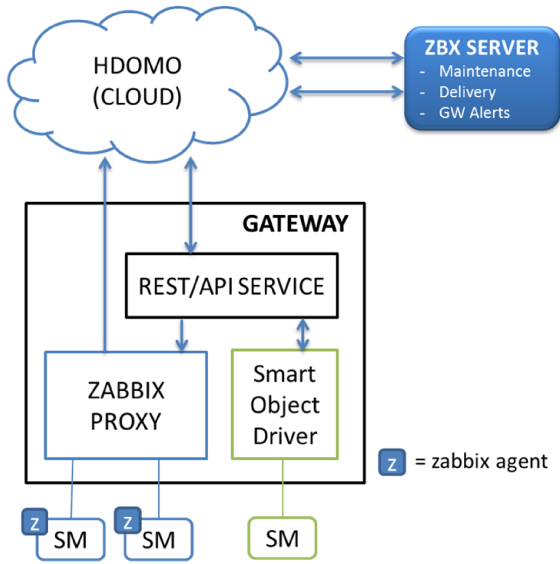 HDOMO
(CLOUD)
ZBX SERVER
- Maintenance
- Delivery
- GW Alerts
GATEWAY
REST/API SERVICE
ZABBIX
PROXY
Smart
Object
Driver
z = zabbix agent
z
SM
z
SM
SM